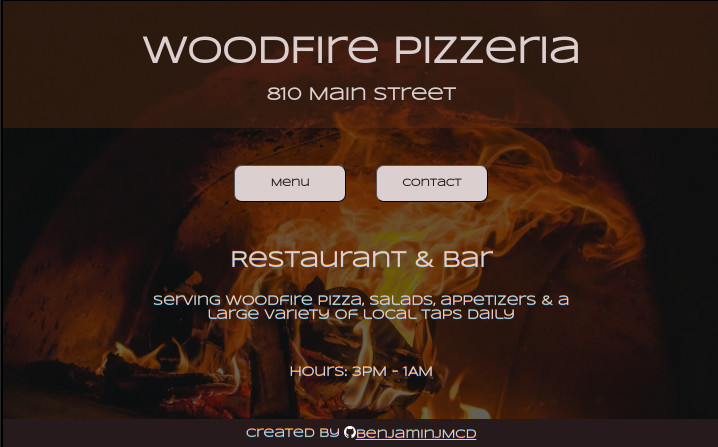 Woodfire Pizzeria
810 Main Street
Menu
Contact
Restaurant & Bar
Serving woodfire pizza, salads, appetizers & a
large variety of local taps daily
Hours: 3PM - 1AM
Created by BenjaminJMcD